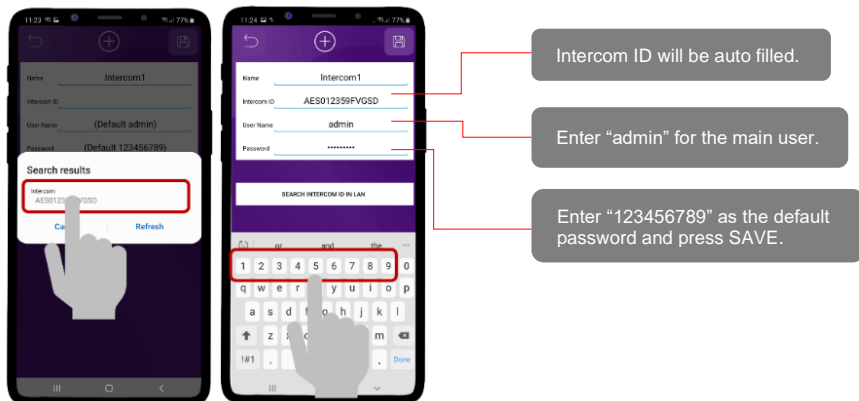 11:23
77%
Name Intercom1
Intercom ID
User Name (Default admin)
Password (Default 123456789)
Search results
Intercom
Refresh
11:24
77%
Name Intercom1
Intercom ID AES012359FVGSD
User Name admin
Password •••••••••
SEARCH INTERCOM ID IN LAN
or and the ...
1 2 3 4 5 6 7 8 9 0
q w e r y u i o p
a s d g h j k l
z m
!#1 , . Done
Intercom ID will be auto filled.
Enter “admin” for the main user.
Enter “123456789” as the default
password and press SAVE.